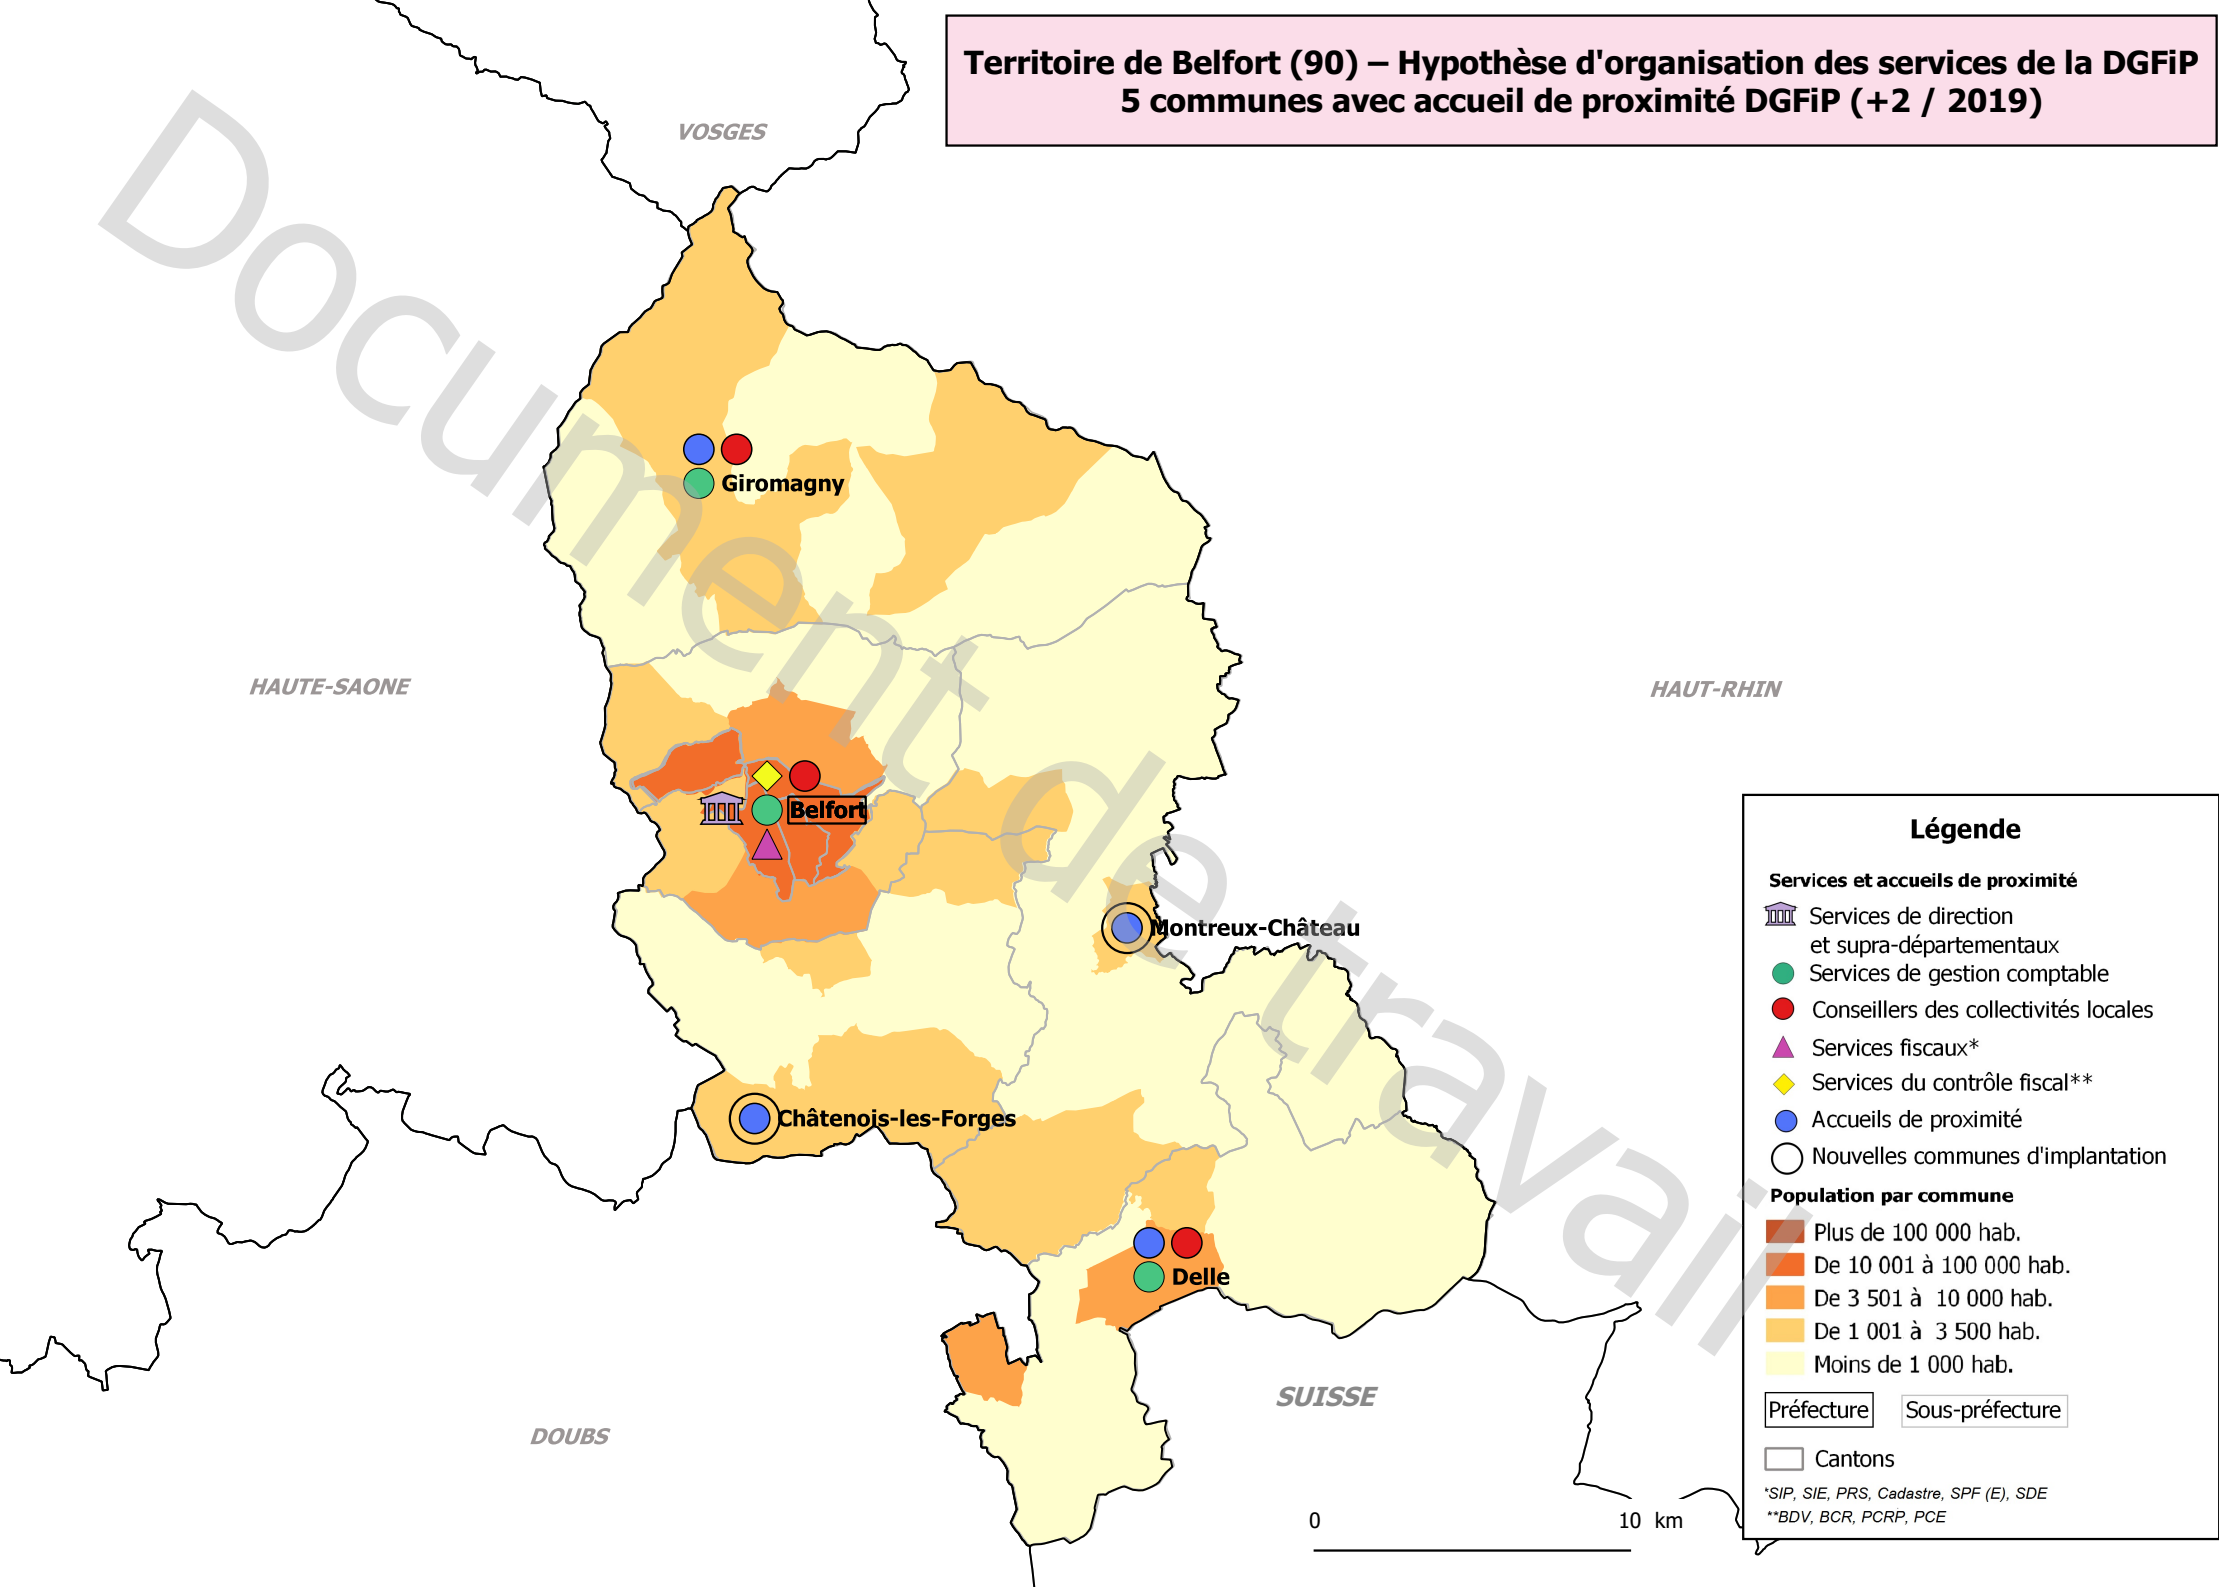 Territoire de Belfort (90) – Hypothèse d'organisation des services de la DGFiP
5 communes avec accueil de proximité DGFiP (+2 / 2019)
VOSGES
Giromagny
HAUTE-SAONE
HAUT-RHIN
Belfort
Montreux-Château
Châtenois-les-Forges
Delle
SUISSE
DOUBS
0 10 km
Document de travail
Légende
Services et accueils de proximité
Services de direction
et supra-départementaux
Services de gestion comptable
Conseillers des collectivités locales
Services fiscaux*
Services du contrôle fiscal**
Accueils de proximité
Nouvelles communes d'implantation
Population par commune
Plus de 100 000 hab.
De 10 001 à 100 000 hab.
De 3 501 à 10 000 hab.
De 1 001 à 3 500 hab.
Moins de 1 000 hab.
Préfecture Sous-préfecture
Cantons
*SIP, SIE, PRS, Cadastre, SPF (E), SDE
**BDV, BCR, PCRP, PCE